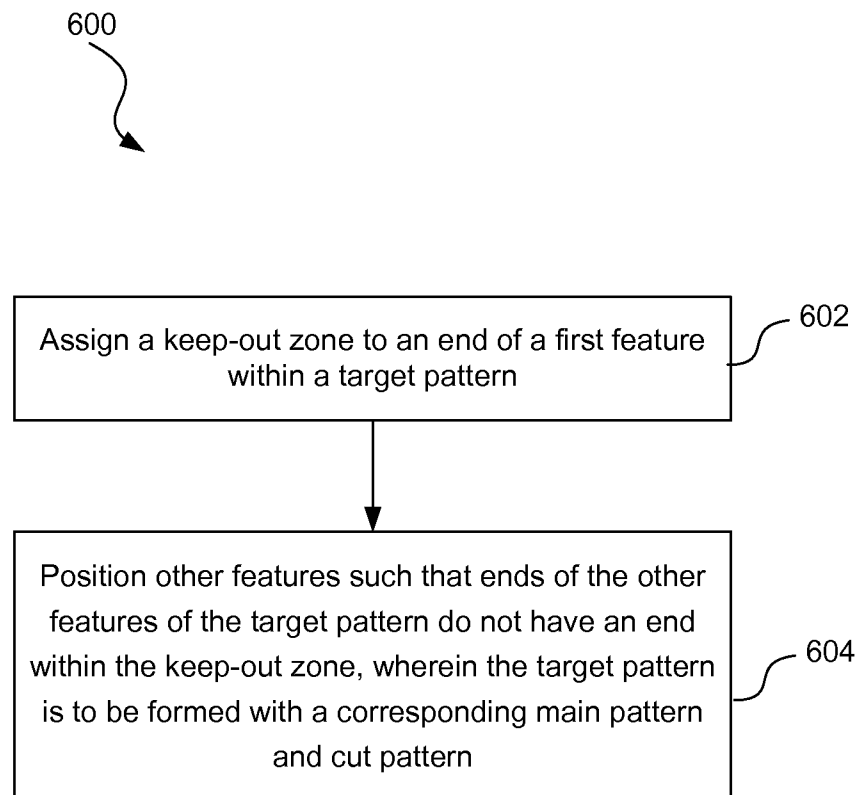 600
Assign a keep-out zone to an end of a first feature
within a target pattern
602
Position other features such that ends of the other
features of the target pattern do not have an end
within the keep-out zone, wherein the target pattern
is to be formed with a corresponding main pattern
and cut pattern
604